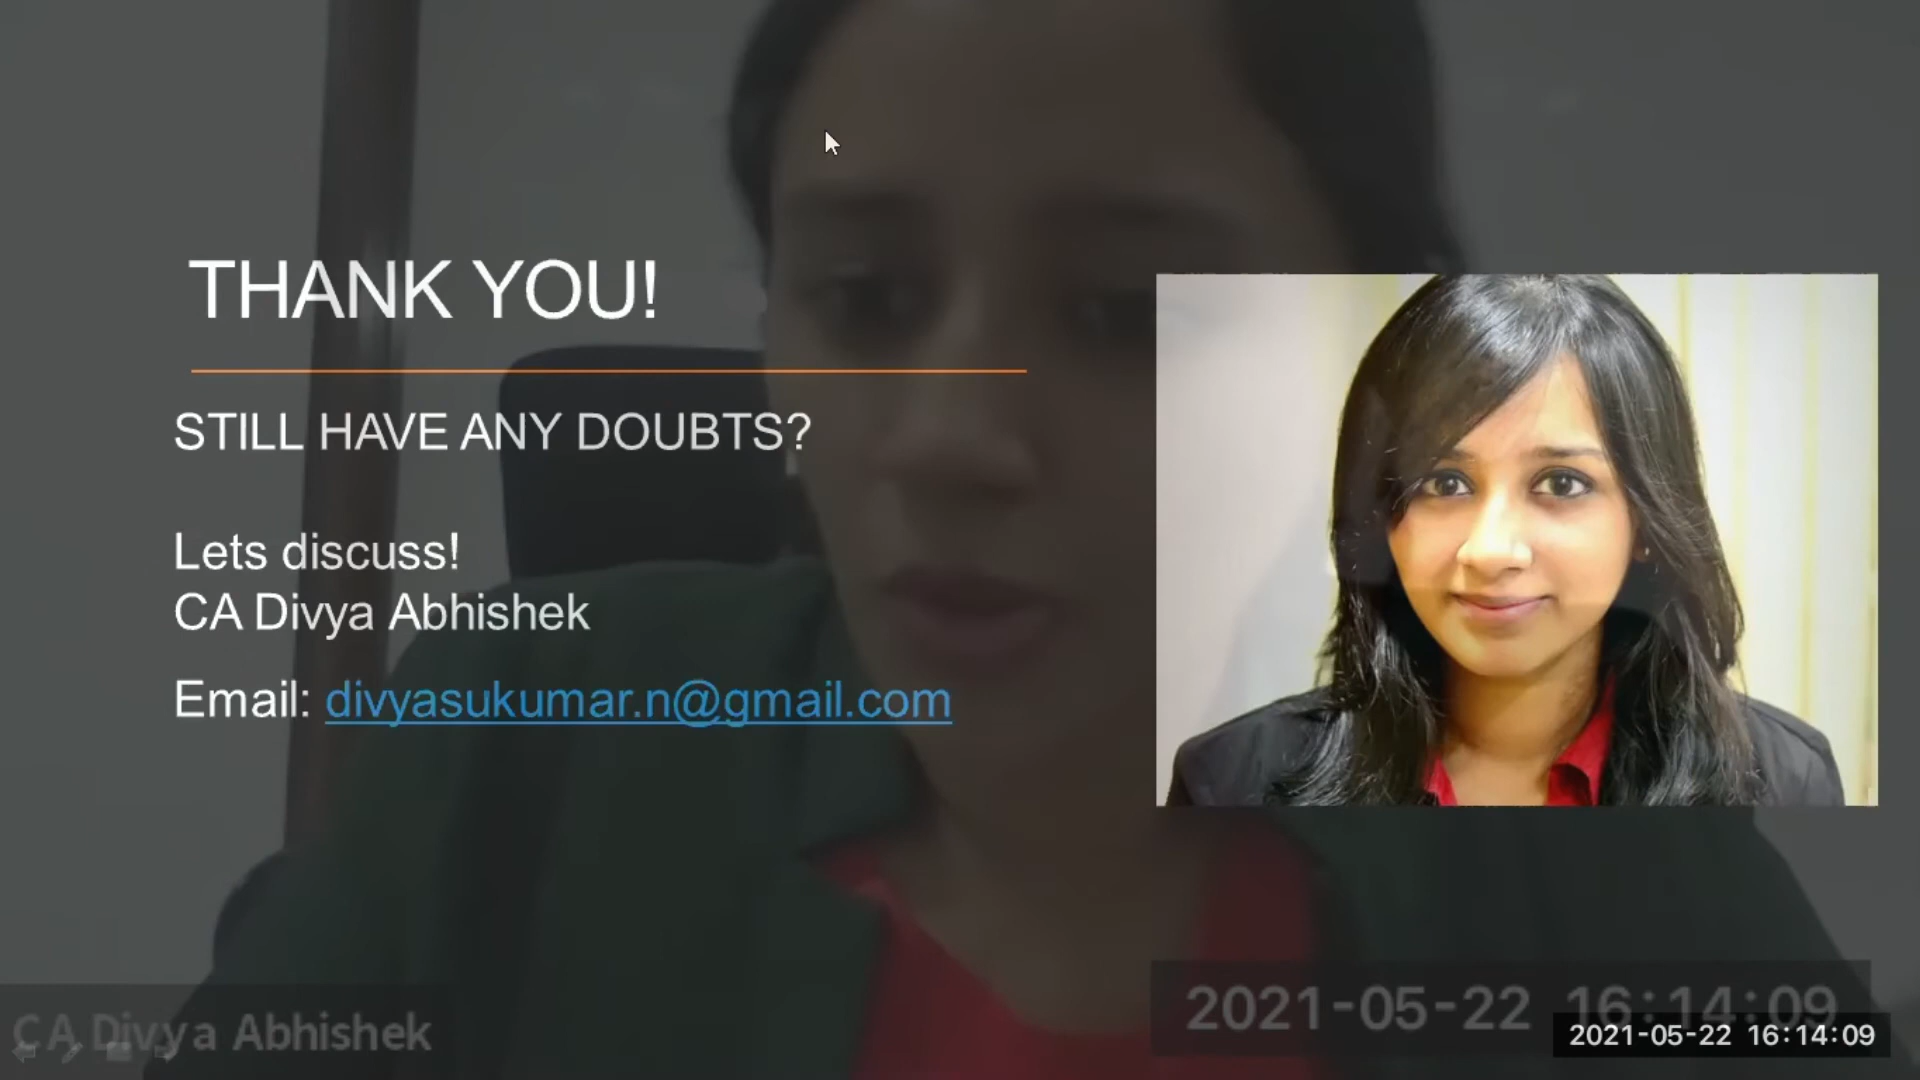 THANK YOU!
STILL HAVE ANY DOUBTS?
Lets discuss!
CA Divya Abhishek
Email: divyasukumar.n@gmail.com
CA Divya Abhishek
2021-05-22 16:14:09
2021-05-22 16:14:09